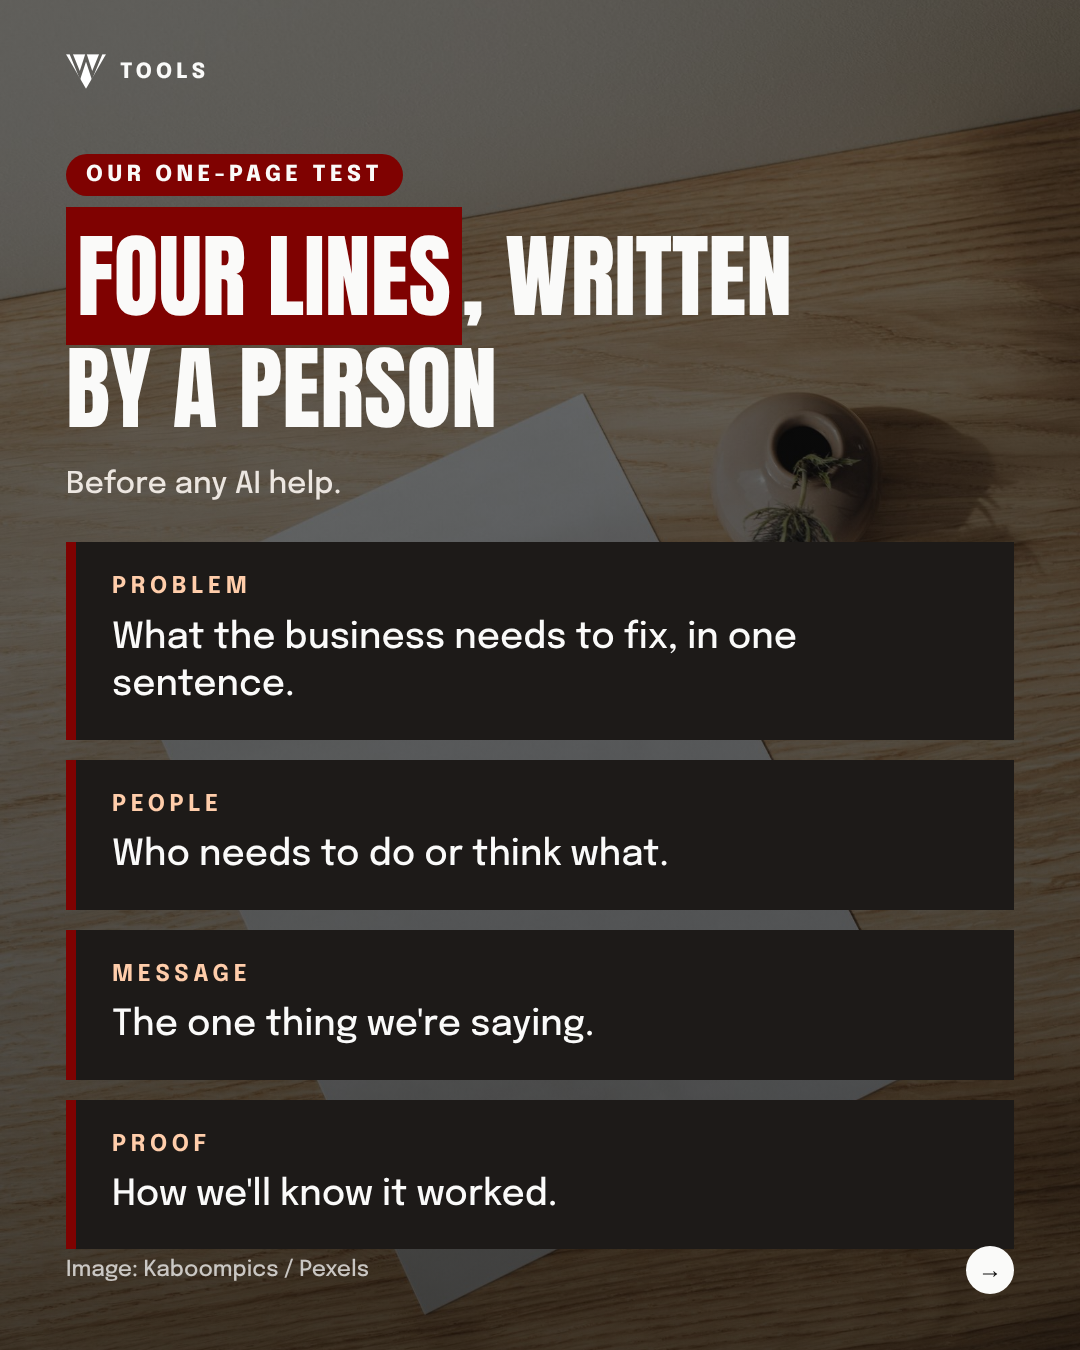 TOOLS
OUR ONE-PAGE TEST
FOUR LINES, WRITTEN
BY A PERSON
Before any AI help.
PROBLEM
What the business needs to fix, in one
sentence.
PEOPLE
Who needs to do or think what.
MESSAGE
The one thing we're saying.
PROOF
How we'll know it worked.
Image: Kaboompics / Pexels
→